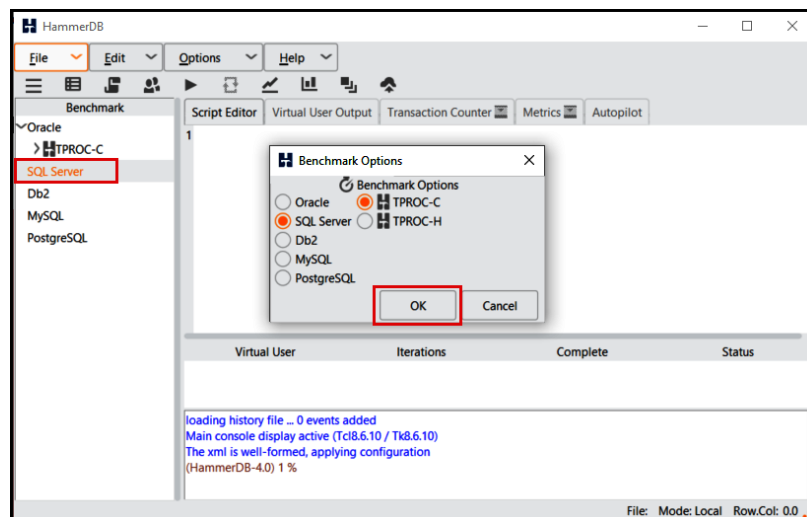 HammerDB
File Edit Options Help
Benchmark
Oracle
TPROC-C
SQL Server
Db2
MySQL
PostgreSQL
Script Editor Virtual User Output Transaction Counter Metrics Autopilot
1
Benchmark Options
Benchmark Options
Oracle TPROC-C
SQL Server TPROC-H
Db2
MySQL
PostgreSQL
OK Cancel
Virtual User Iterations Complete Status
loading history file ... 0 events added
Main console display active (Tcl8.6.10 / Tk8.6.10)
The xml is well-formed, applying configuration
(HammerDB-4.0) 1 %
File: Mode: Local Row.Col: 0.0